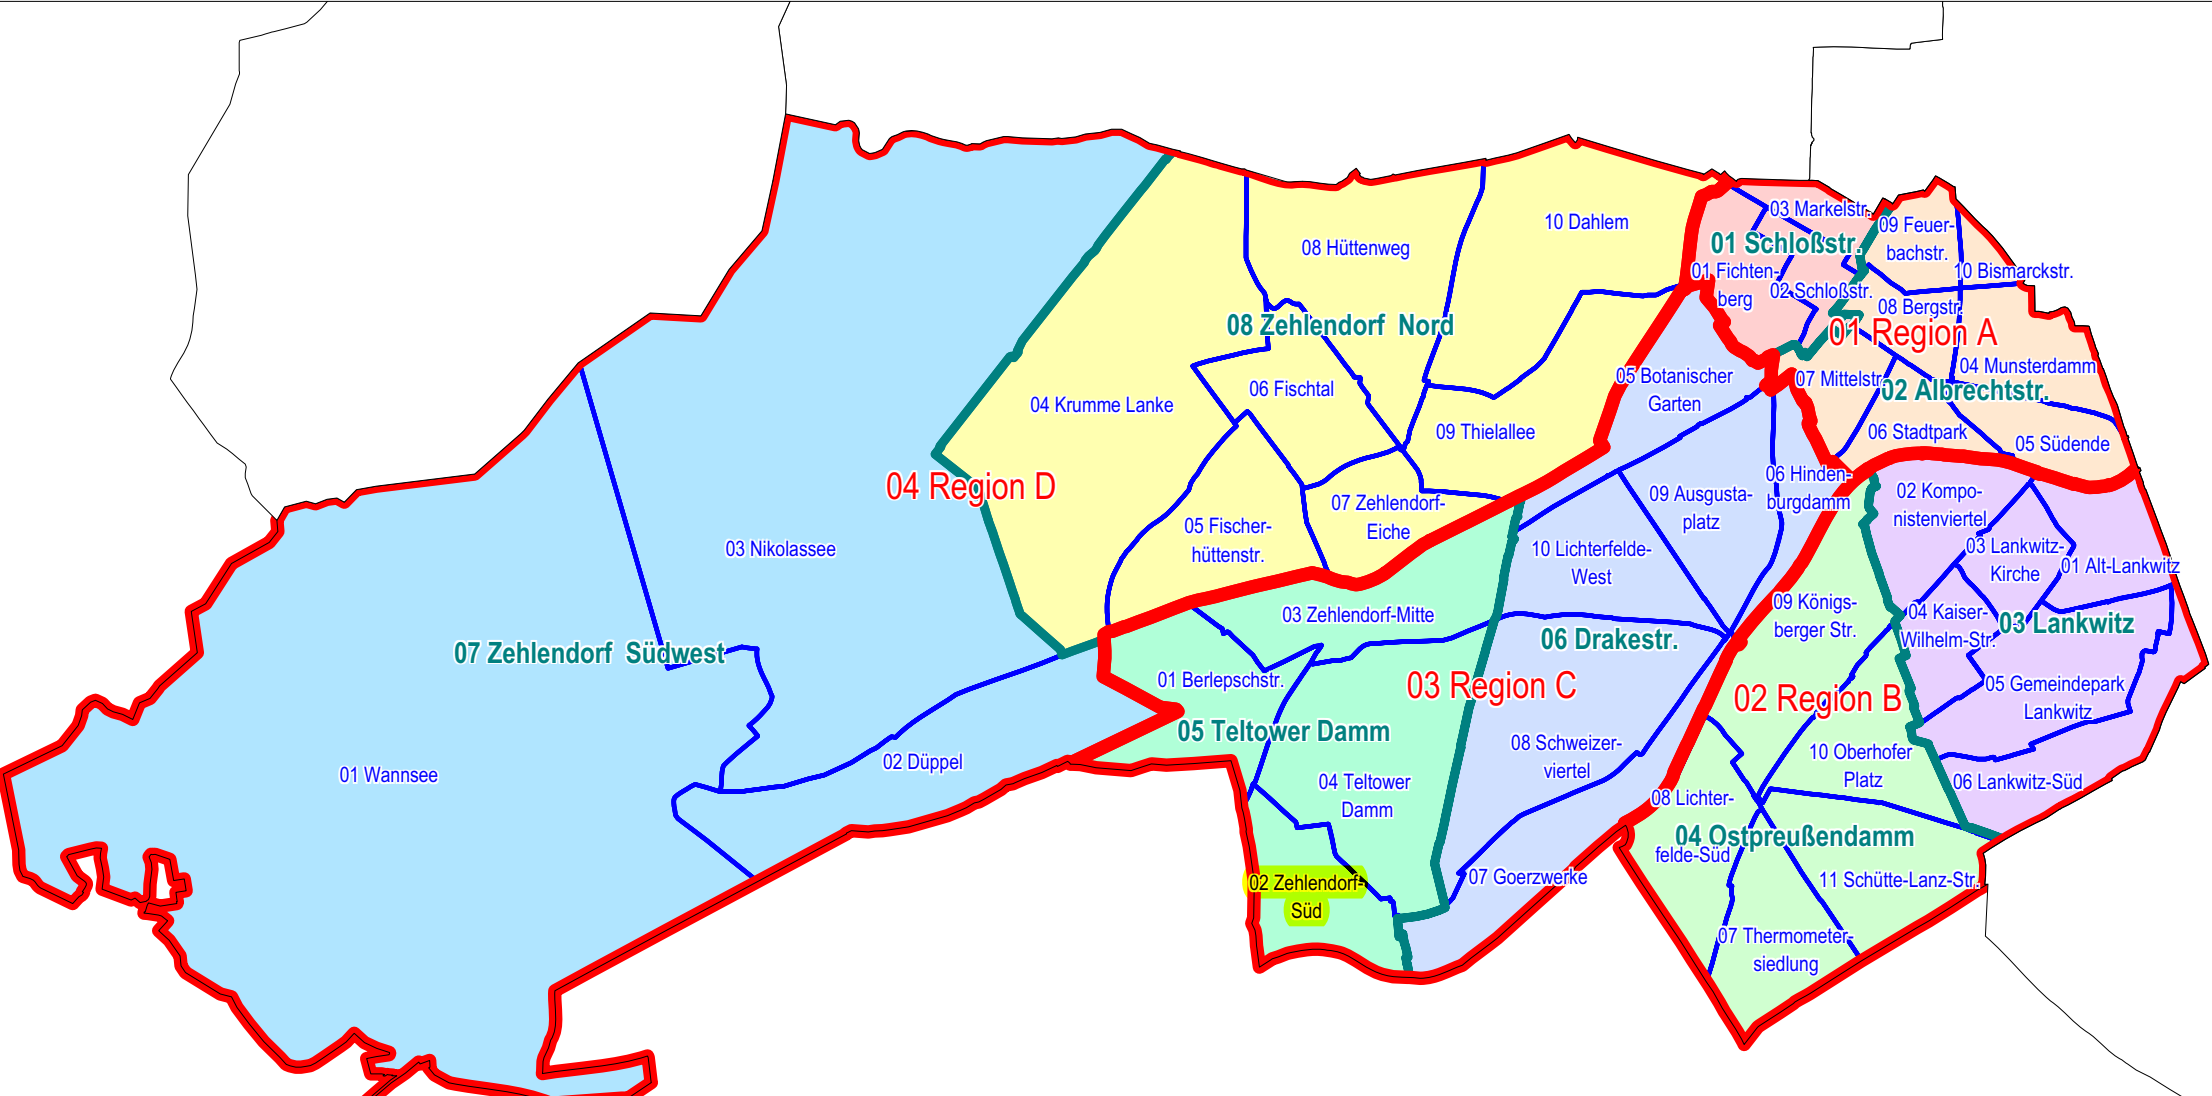 03 Markelstr.
10 Dahlem
09 Feuer-
bachstr.
08 Hüttenweg
01 Schloßstr.
01 Fichten-
berg
10 Bismarckstr.
02 Schloßstr.
08 Bergstr.
08 Zehlendorf Nord
01 Region A
04 Munsterdamm
05 Botanischer
Garten
07 Mittelstr.
02 Albrechtstr.
06 Fischtal
04 Krumme Lanke
09 Thielallee
06 Stadtpark
05 Südende
04 Region D
06 Hinden-
burgdamm
09 Ausgusta-
platz
02 Kompo-
nistenviertel
07 Zehlendorf-
Eiche
05 Fischer-
hüttenstr.
03 Nikolassee
10 Lichterfelde-
West
03 Lankwitz-
Kirche
01 Alt-Lankwitz
09 Königs-
berger Str.
04 Kaiser-
Wilhelm-Str.
03 Lankwitz
03 Zehlendorf-Mitte
06 Drakestr.
07 Zehlendorf Südwest
01 Berlepschstr.
03 Region C
02 Region B
05 Gemeindepark
Lankwitz
05 Teltower Damm
08 Schweizer-
viertel
10 Oberhofer
Platz
02 Düppel
01 Wannsee
04 Teltower
Damm
06 Lankwitz-Süd
08 Lichter-
felde-Süd
04 Ostpreußendamm
07 Goerzwerke
11 Schütte-Lanz-Str.
02 Zehlendorf-
Süd
07 Thermometer-
siedlung